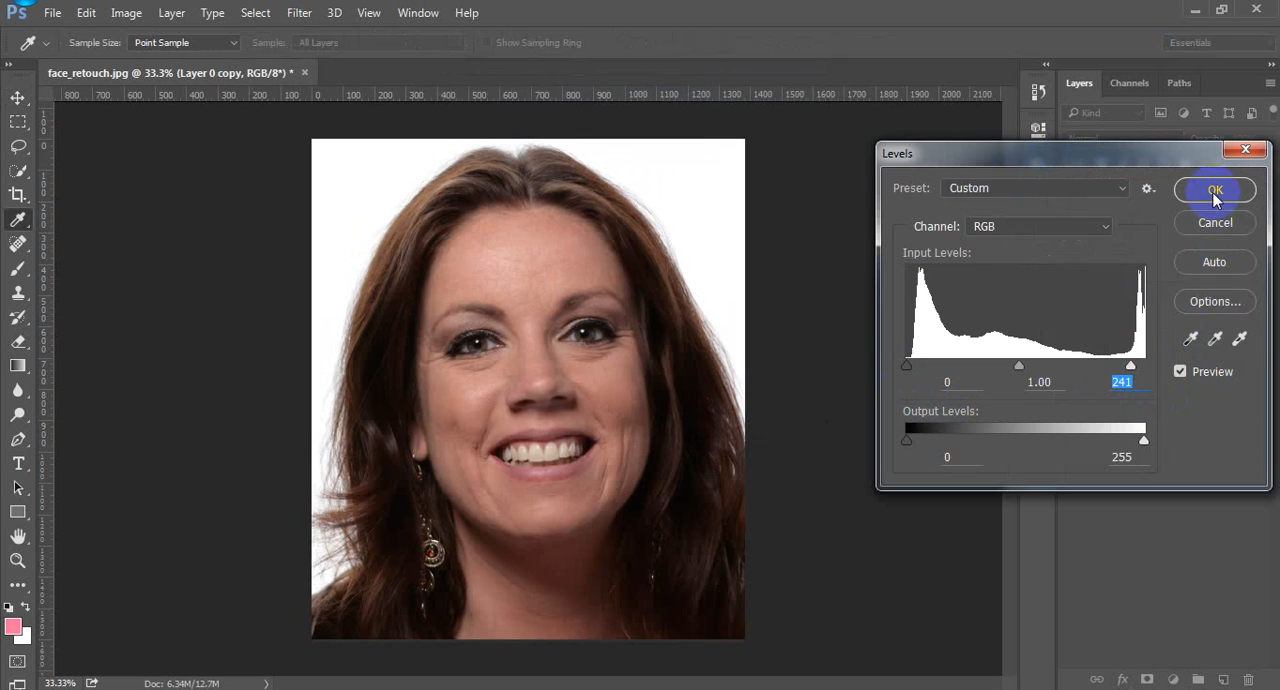 Ps File Edit Image Layer Type Select Filter 3D View Window Help
Sample Size: Point Sample Sample: All Layers Show Sampling Ring Essentials
face_retouch.jpg @ 33.3% (Layer 0 copy, RGB/8*) * ×
Layers Channels Paths
800 700 600 500 400 300 200 100 0 100 200 300 400 500 600 700 800 900 1000 1100 1200 1300 1400 1500 1600 1700 1800 1900 2000 2100
Kind
Levels
Preset: Custom
OK
Channel: RGB
Cancel
Input Levels:
Auto
Options...
0 1.00 241
Preview
Output Levels:
0 255
33.33% Doc: 6.34M/12.7M